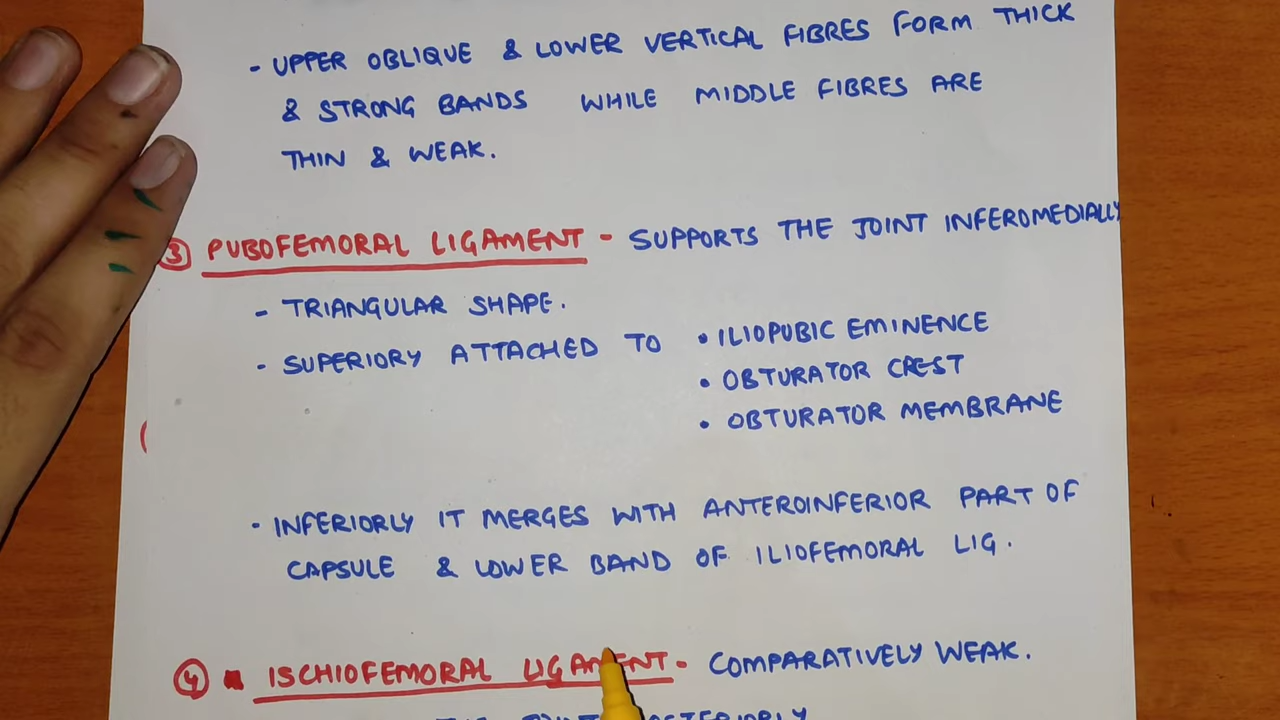 - UPPER OBLIQUE & LOWER VERTICAL FIBRES FORM THICK
& STRONG BANDS WHILE MIDDLE FIBRES ARE
THIN & WEAK.
③ PUBOFEMORAL LIGAMENT - SUPPORTS THE JOINT INFEROMEDIALLY
- TRIANGULAR SHAPE.
- SUPERIORY ATTACHED TO • ILIOPUBIC EMINENCE
• OBTURATOR CREST
• OBTURATOR MEMBRANE
- INFERIORLY IT MERGES WITH ANTEROINFERIOR PART OF
CAPSULE & LOWER BAND OF ILIOFEMORAL LIG.
④ ISCHIOFEMORAL LIGAMENT - COMPARATIVELY WEAK.